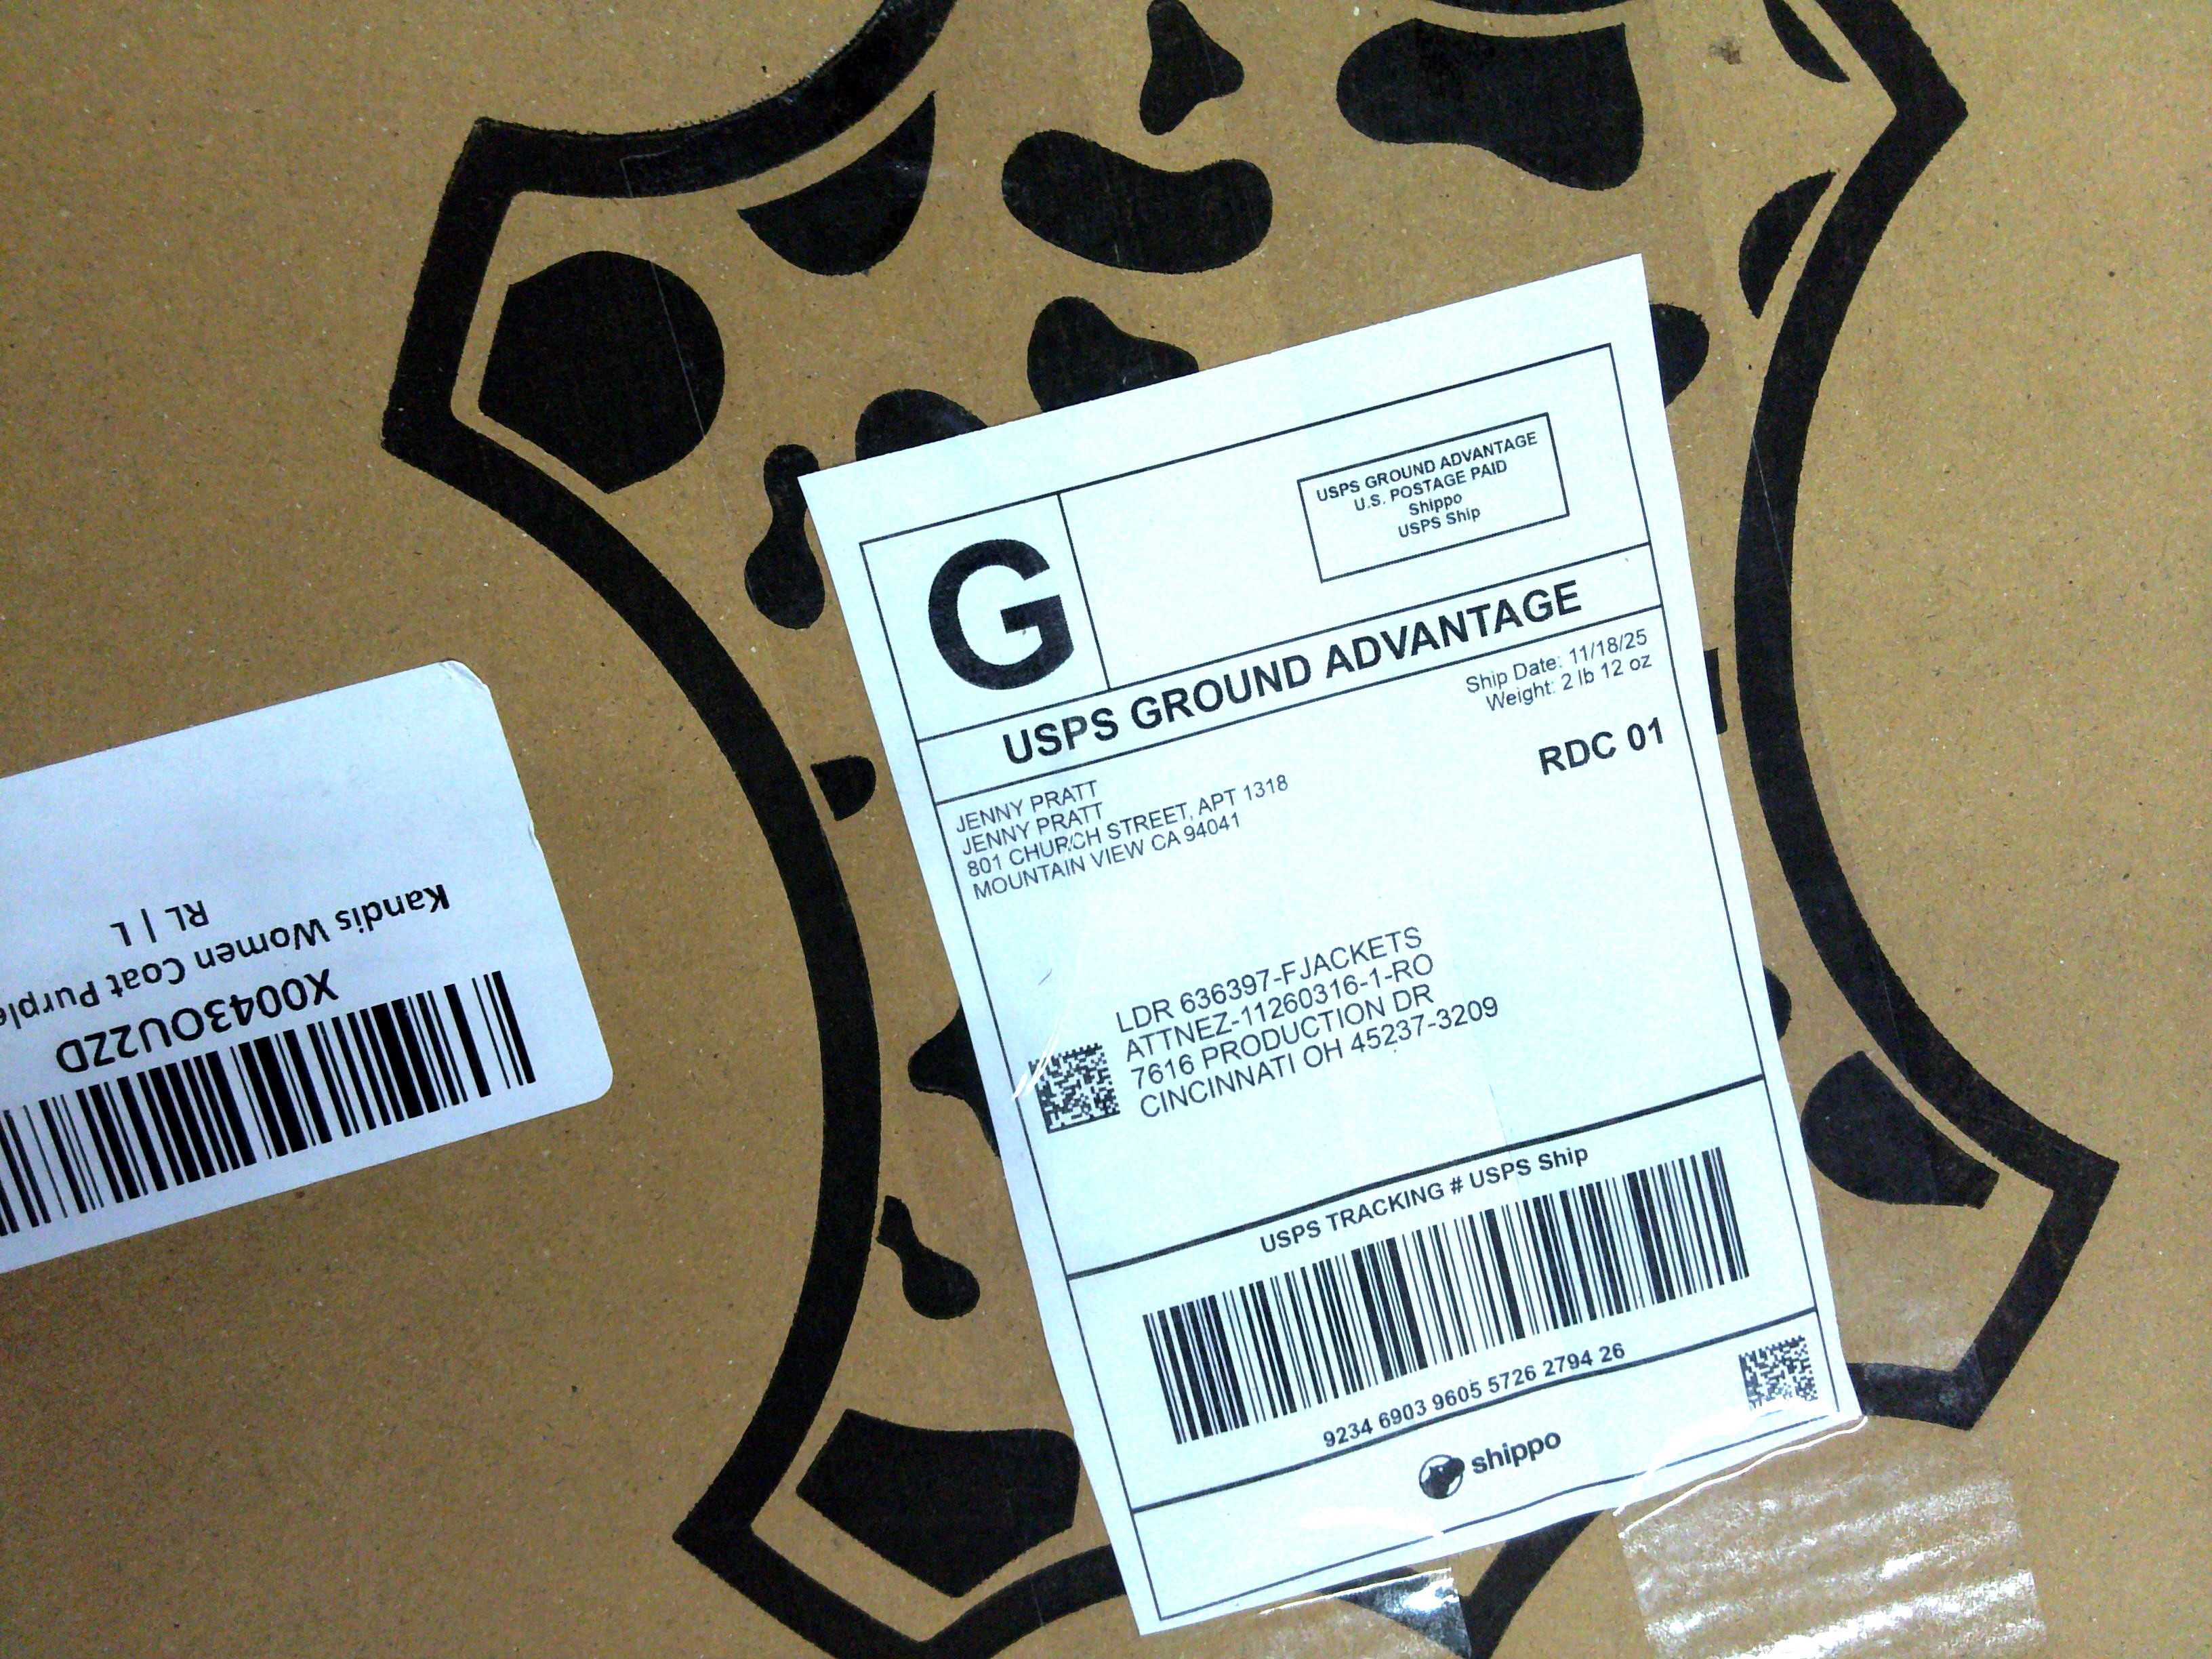 G
USPS GROUND ADVANTAGE
U.S. POSTAGE PAID
Shippo
USPS Ship
USPS GROUND ADVANTAGE
Ship Date: 11/18/25
Weight: 2 lb 12 oz
RDC 01
JENNY PRATT
JENNY PRATT
801 CHURCH STREET, APT 1318
MOUNTAIN VIEW CA 94041
LDR 636397-FJACKETS
ATTNEZ-11260316-1-RO
7616 PRODUCTION DR
CINCINNATI OH 45237-3209
USPS TRACKING # USPS Ship
9234 6903 9605 5726 2794 26
shippo
X0043OU2ZD
Kandis Women Coat Purple
RL | L